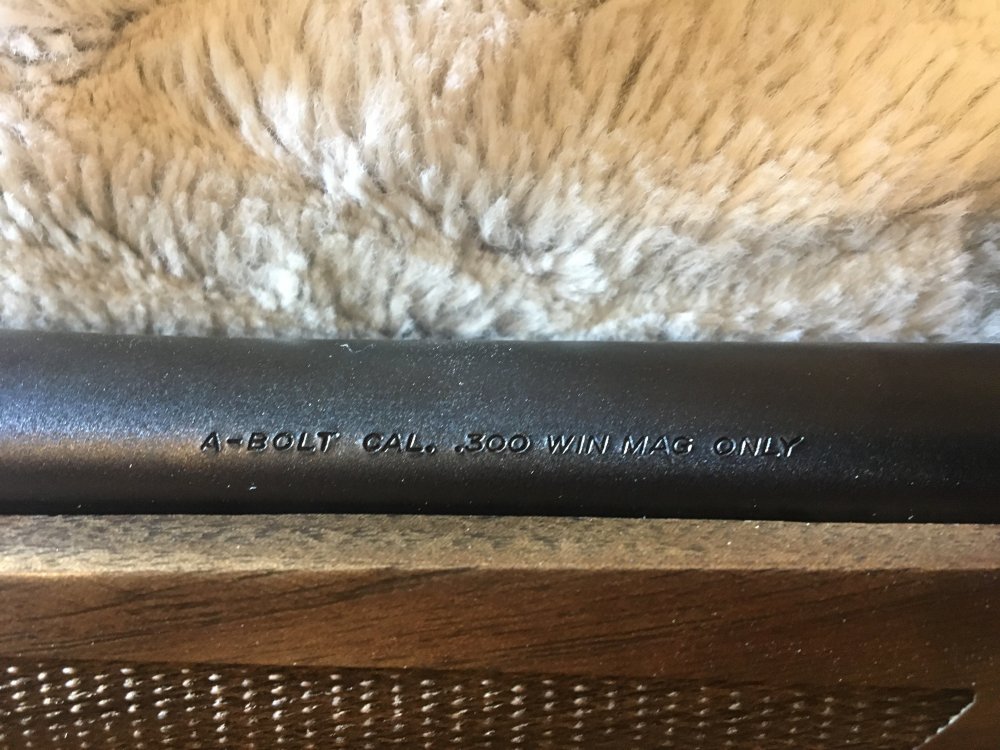 A-BOLT CAL. .300 WIN MAG ONLY